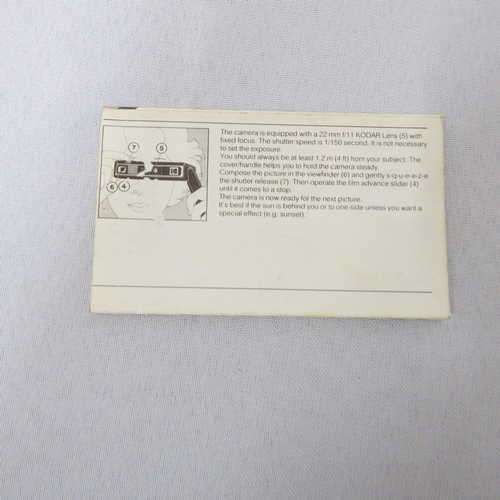 The camera is equipped with a 22 mm f/11 KODAR Lens (5) with
fixed focus. The shutter speed is 1/150 second. It is not necessary
to set the exposure.
You should always be at least 1.2 m (4 ft) from your subject. The
cover/handle helps you to hold the camera steady.
Compose the picture in the viewfinder (6) and gently s-q-u-e-e-z-e
the shutter release (7). Then operate the film advance slider (4)
until it comes to a stop.
The camera is now ready for the next picture.
It's best if the sun is behind you or to one side unless you want a
special effect (e.g. sunset).
7 5
6 4